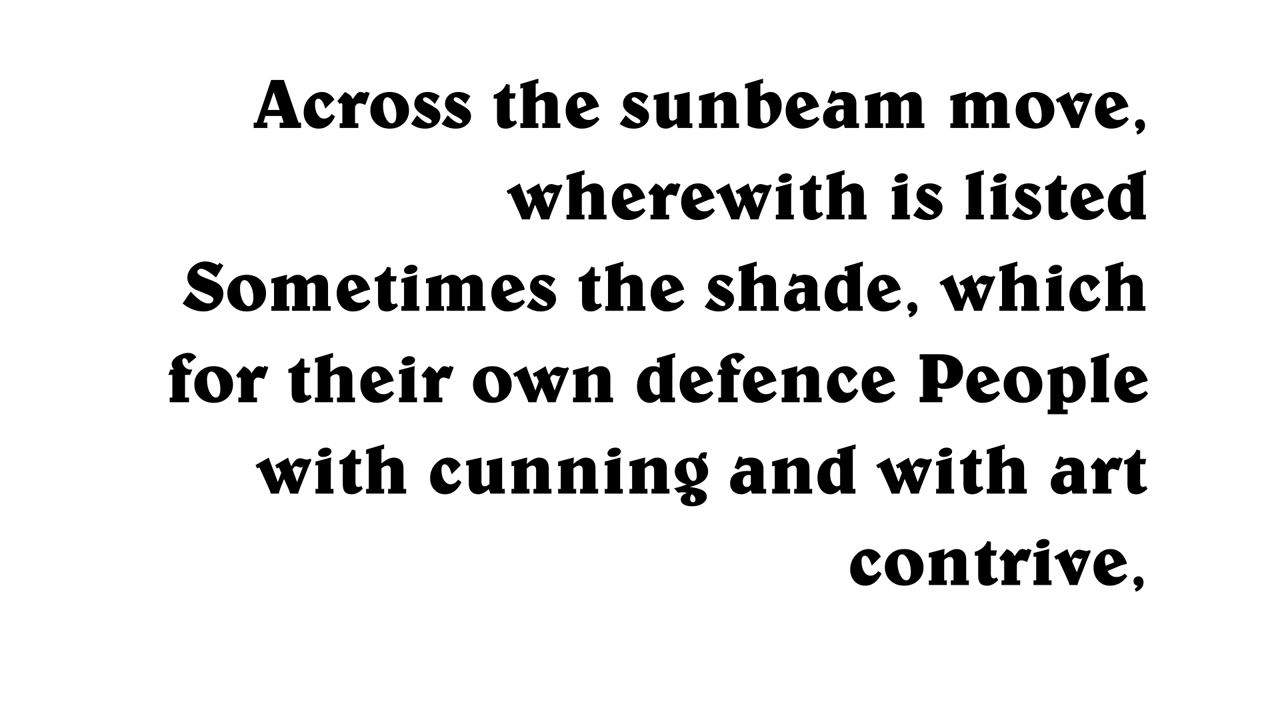 Across the sunbeam move,
wherewith is listed
Sometimes the shade, which
for their own defence People
with cunning and with art
contrive,